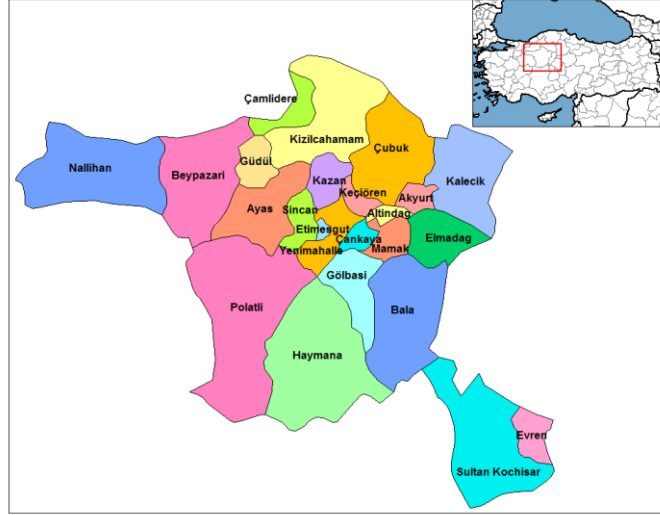 Çamlidere
Kizilcahamam
Çubuk
Nallihan
Beypazari
Güdül
Kazan
Kalecik
Keçiören
Akyurt
Ayas
Sincan
Altindag
Etimesgut
Çankaya
Elmadag
Yenimahalle
Mamak
Gölbasi
Polatli
Bala
Haymana
Evren
Sultan Kochisar